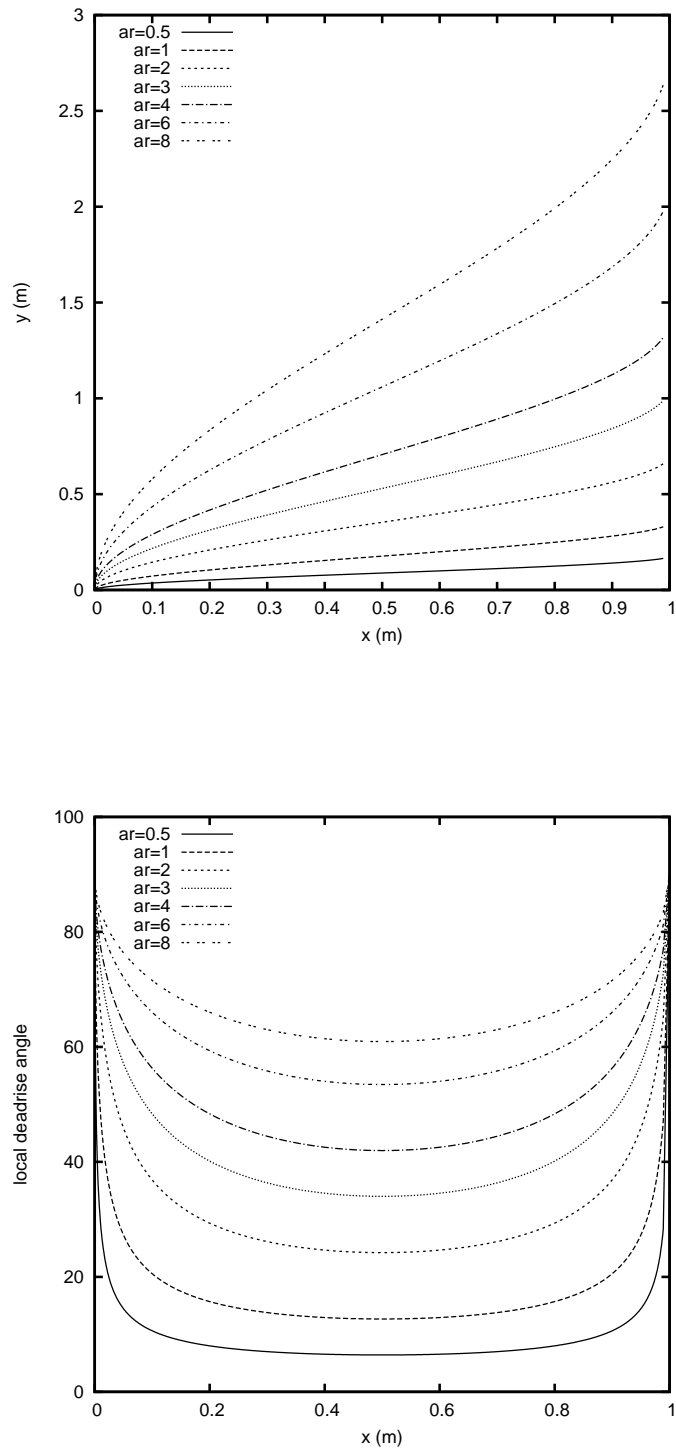 3
2.5
2
1.5
1
0.5
0
y (m)
ar=0.5
ar=1
ar=2
ar=3
ar=4
ar=6
ar=8
0 0.1 0.2 0.3 0.4 0.5 0.6 0.7 0.8 0.9 1
x (m)
100
80
60
40
20
0
local deadrise angle
ar=0.5
ar=1
ar=2
ar=3
ar=4
ar=6
ar=8
0 0.2 0.4 0.6 0.8 1
x (m)